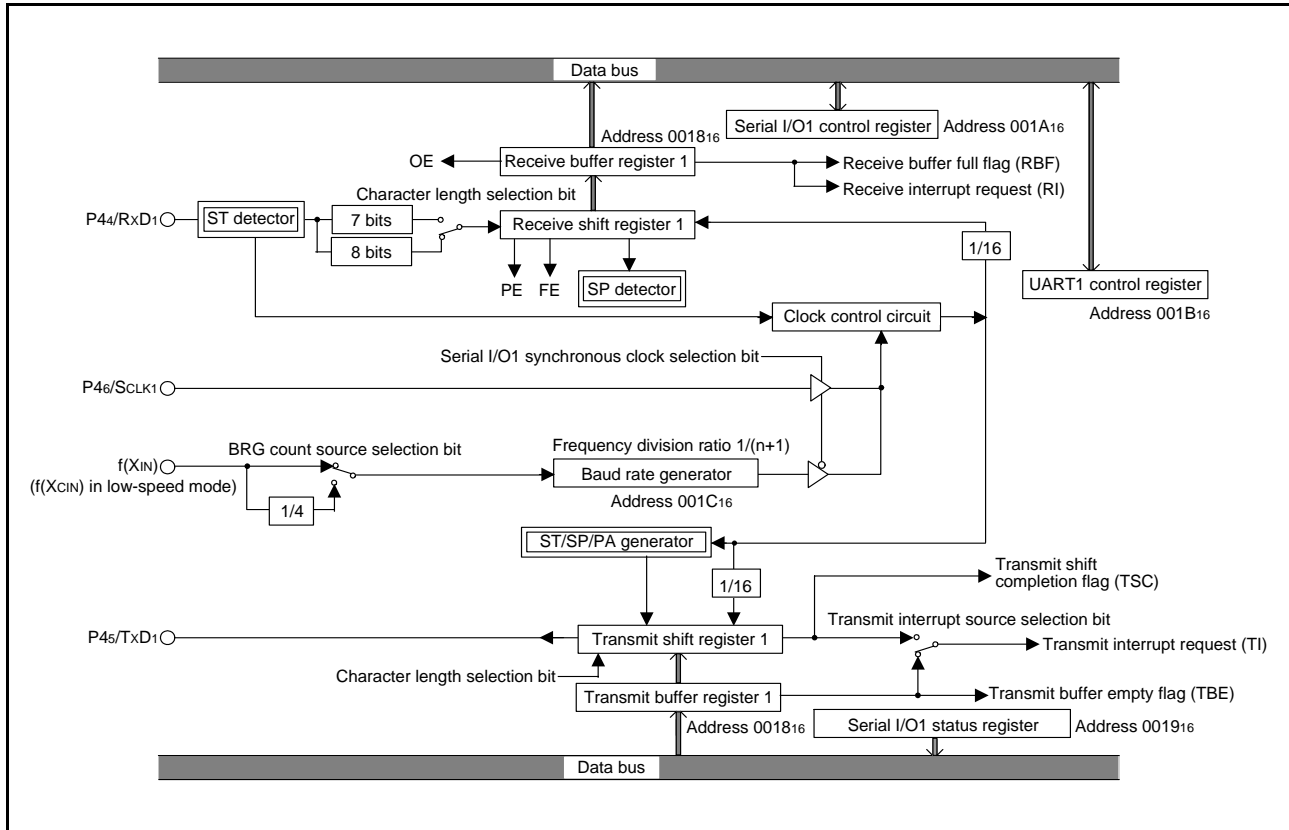 Data bus
Serial I/O1 control register
Address 001A16
Address 001816
OE
Receive buffer register 1
Receive buffer full flag (RBF)
Receive interrupt request (RI)
Character length selection bit
P44/RXD1
ST detector
7 bits
8 bits
Receive shift register 1
1/16
PE
FE
SP detector
UART1 control register
Address 001B16
Clock control circuit
Serial I/O1 synchronous clock selection bit
P46/SCLK1
BRG count source selection bit
Frequency division ratio 1/(n+1)
f(XIN)
(f(XCIN) in low-speed mode)
Baud rate generator
Address 001C16
1/4
ST/SP/PA generator
1/16
Transmit shift
completion flag (TSC)
Transmit interrupt source selection bit
P45/TXD1
Transmit shift register 1
Transmit interrupt request (TI)
Character length selection bit
Transmit buffer register 1
Transmit buffer empty flag (TBE)
Address 001816
Serial I/O1 status register
Address 001916
Data bus